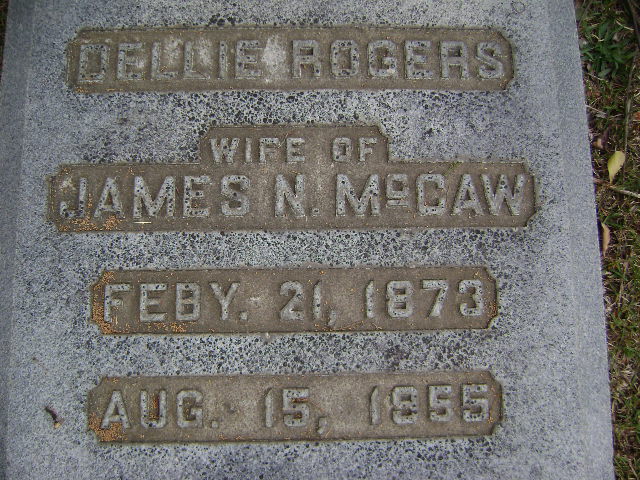 DELLIE ROGERS
WIFE OF
JAMES N. McCAW
FEBY. 21, 1873
AUG. 15, 1955